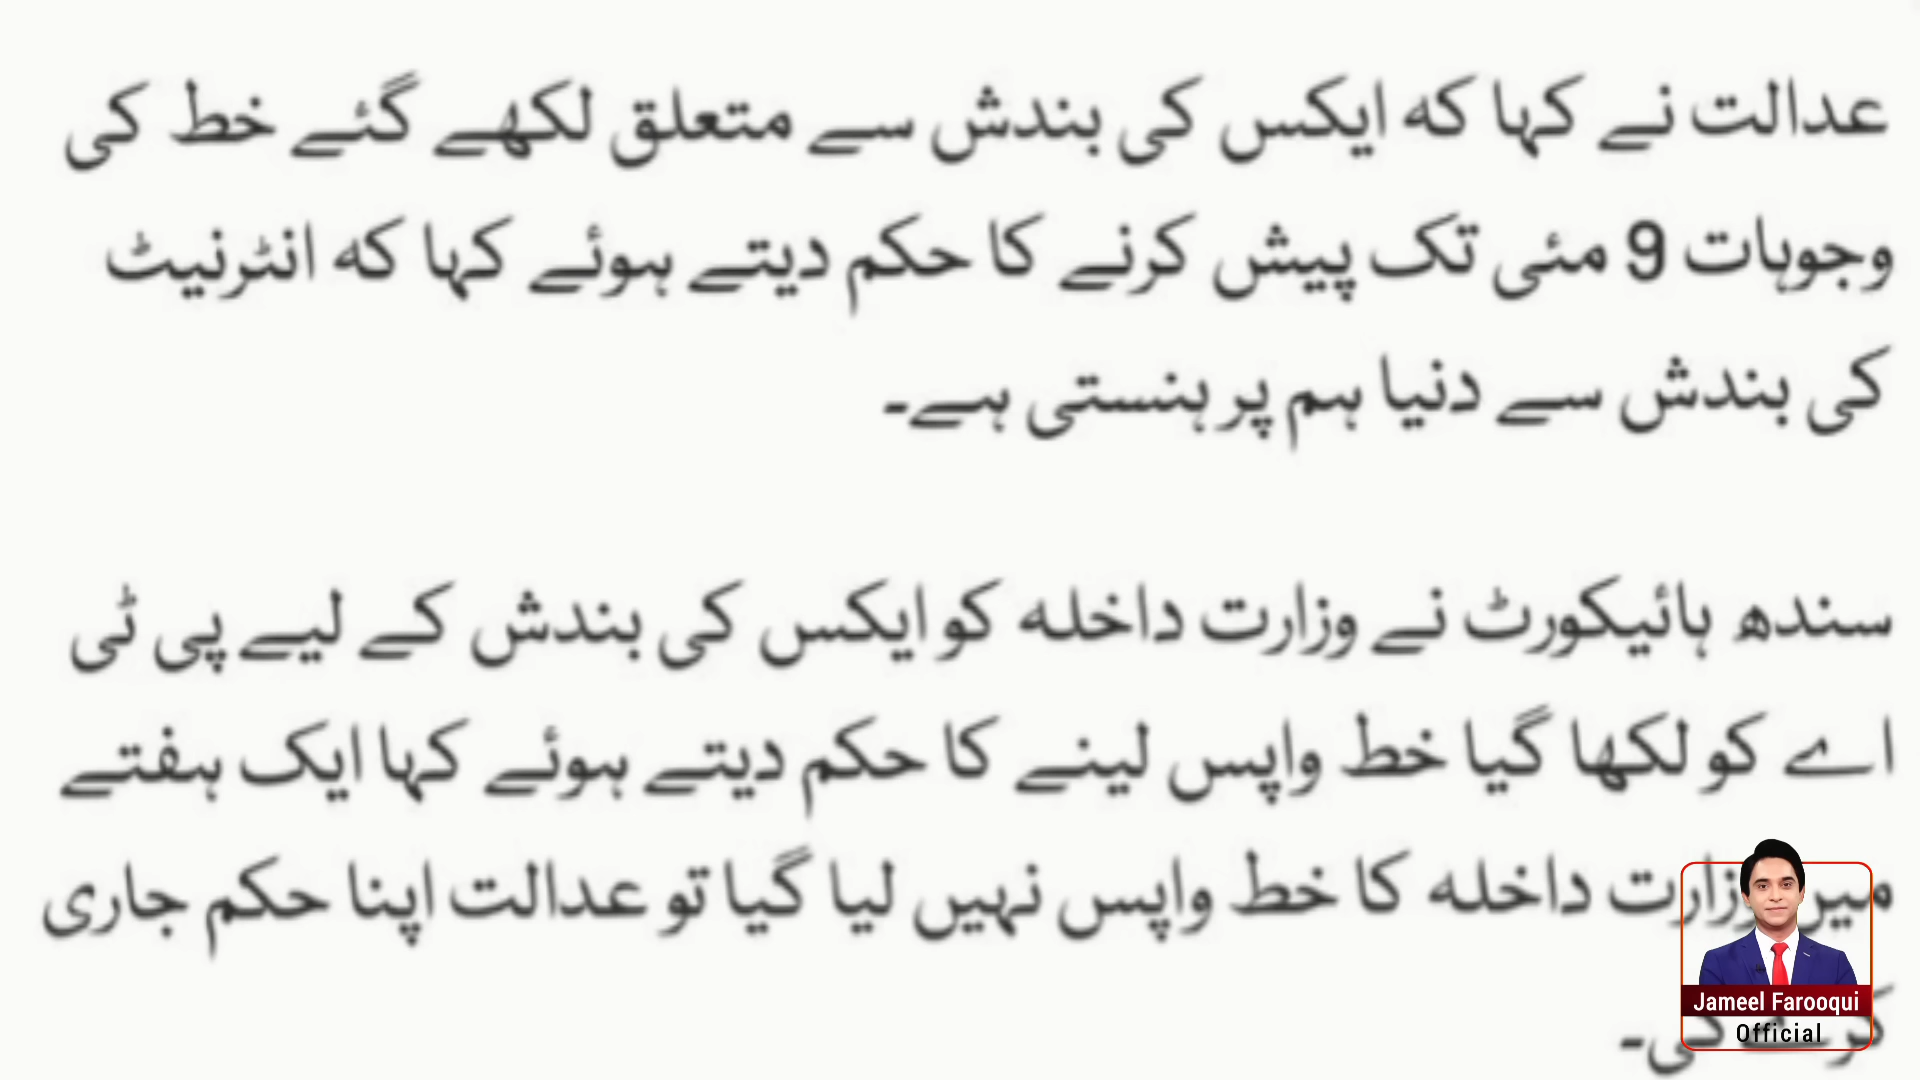 عدالت نے کہا کہ ایکس کی بندش سے متعلق لکھے گئے خط کی
وجوہات 9 مئی تک پیش کرنے کا حکم دیتے ہوئے کہا کہ انٹرنیٹ
کی بندش سے دنیا ہم پر ہنستی ہے۔
سندھ ہائیکورٹ نے وزارت داخلہ کو ایکس کی بندش کے لیے پی ٹی
اے کو لکھا گیا خط واپس لینے کا حکم دیتے ہوئے کہا ایک ہفتے
میں وزارت داخلہ کا خط واپس نہیں لیا گیا تو عدالت اپنا حکم جاری
کرے گی۔
Jameel Farooqui
Official